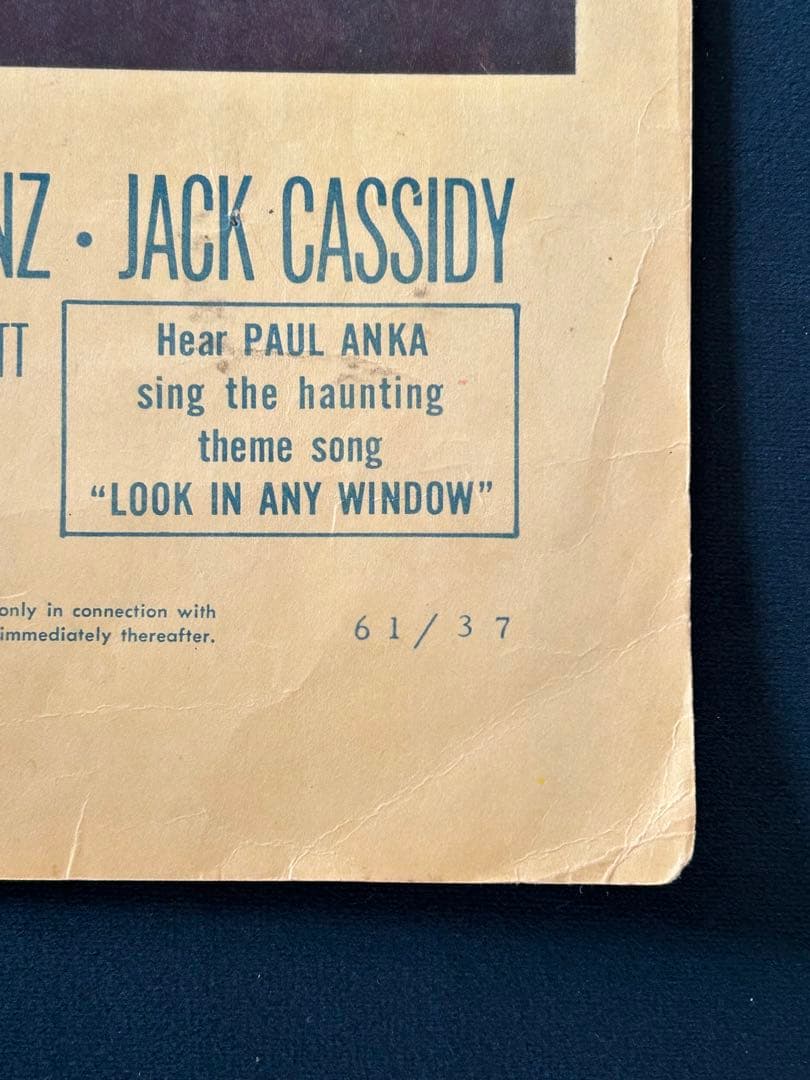 NZ • JACK CASSIDY
TT
Hear PAUL ANKA
sing the haunting
theme song
“LOOK IN ANY WINDOW”
only in connection with
immediately thereafter.
61/37